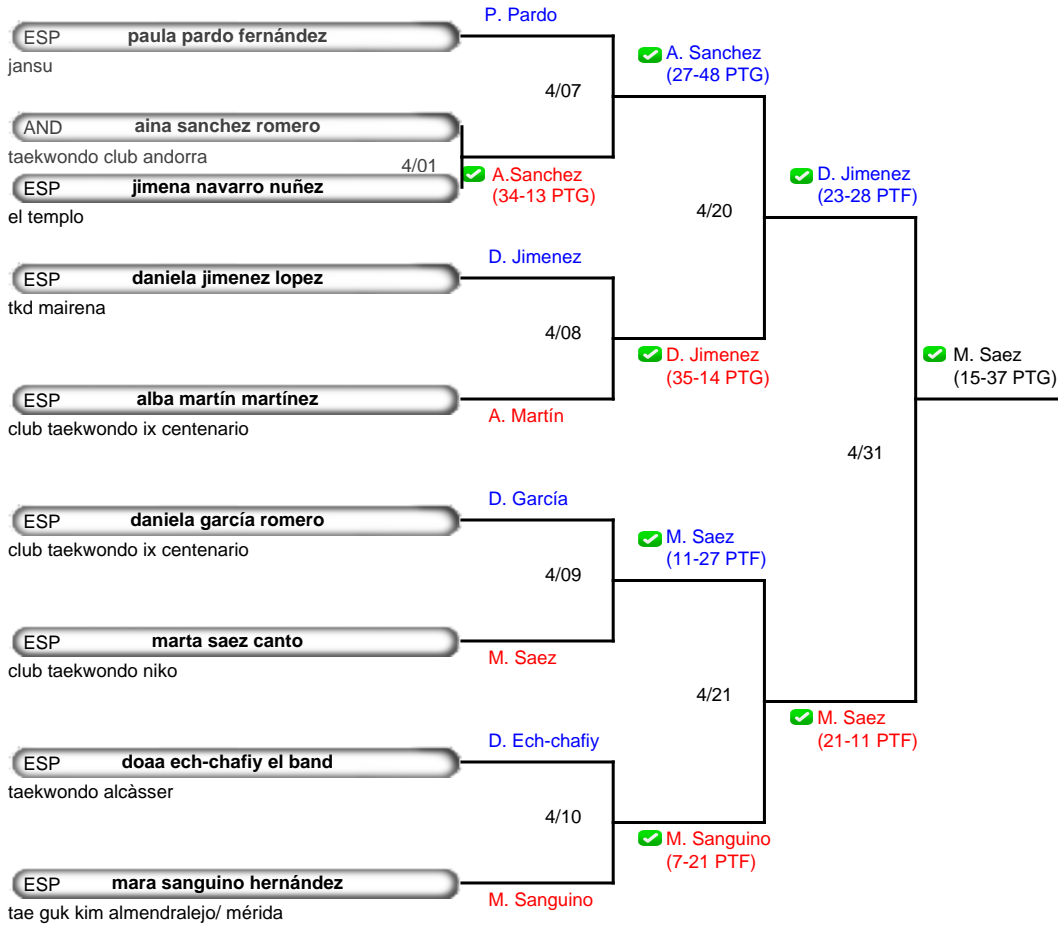 P. Pardo
ESP paula pardo fernández
jansu
A. Sanchez
(27-48 PTG)
4/07
AND aina sanchez romero
taekwondo club andorra
4/01
A.Sanchez
(34-13 PTG)
ESP jimena navarro nuñez
el templo
D. Jimenez
(23-28 PTF)
4/20
D. Jimenez
ESP daniela jimenez lopez
tkd mairena
4/08
D. Jimenez
(35-14 PTG)
M. Saez
(15-37 PTG)
ESP alba martín martínez
club taekwondo ix centenario
A. Martín
4/31
D. García
ESP daniela garcía romero
club taekwondo ix centenario
M. Saez
(11-27 PTF)
4/09
ESP marta saez canto
club taekwondo niko
M. Saez
4/21
M. Saez
(21-11 PTF)
D. Ech-chafiy
ESP doaa ech-chafiy el band
taekwondo alcàsser
4/10
M. Sanguino
(7-21 PTF)
ESP mara sanguino hernández
tae guk kim almendralejo/ mérida
M. Sanguino